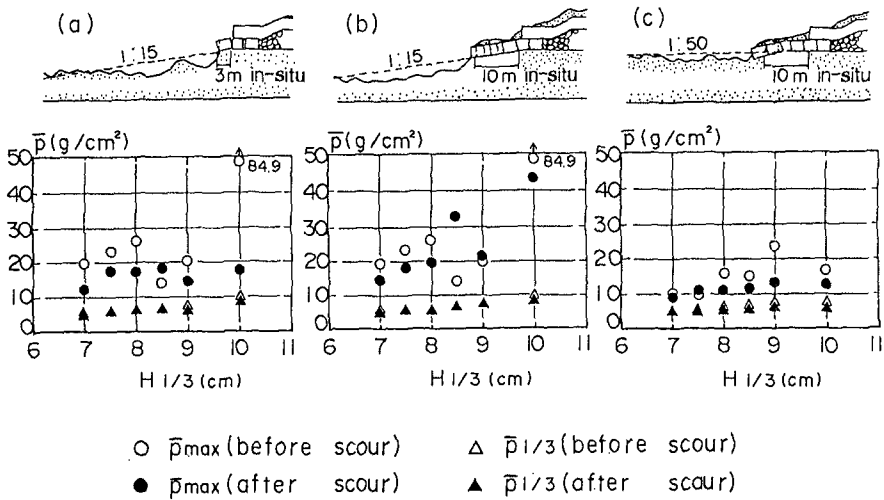 (a)
1:15
3m in-situ
(b)
1:15
10m in-situ
(c)
1:50
10m in-situ
p̅(g/cm²)
50
40
30
20
10
0
84.9
6 7 8 9 10 11
H 1/3 (cm)
p̅(g/cm²)
50
40
30
20
10
0
84.9
6 7 8 9 10 11
H 1/3 (cm)
p̅(g/cm²)
50
40
30
20
10
0
6 7 8 9 10 11
H 1/3 (cm)
○ p̅max (before scour)
△ p̅1/3 (before scour)
● p̅max (after scour)
▲ p̅1/3 (after scaur)